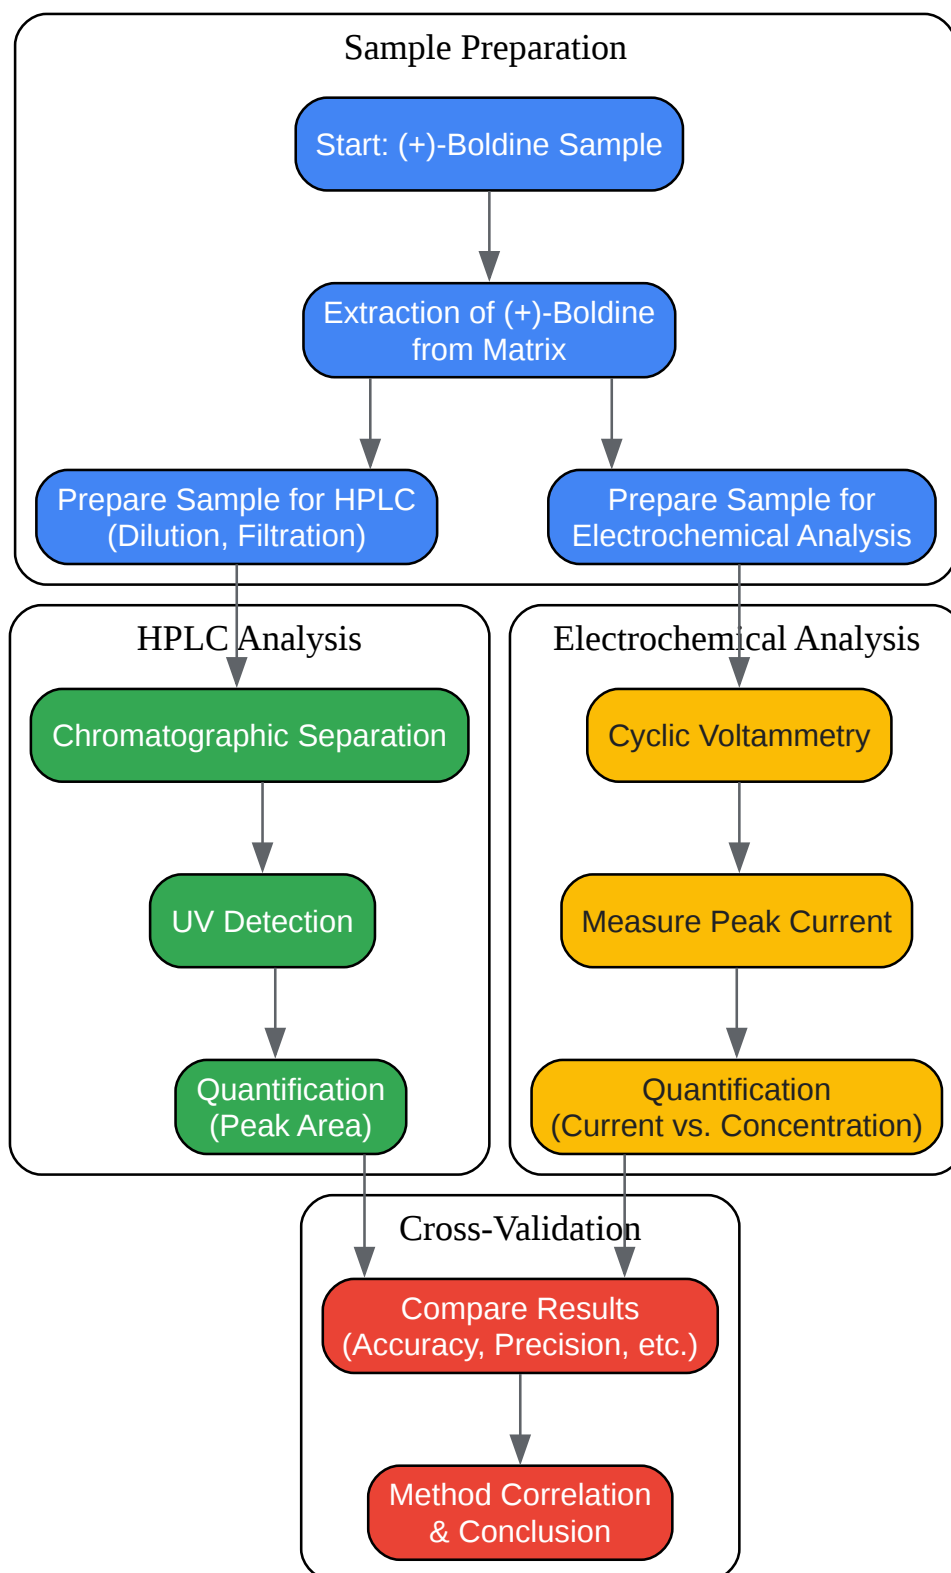 Sample Preparation
Start: (+)-Boldine Sample
Extraction of (+)-Boldine
from Matrix
Prepare Sample for HPLC
(Dilution, Filtration)
Prepare Sample for
Electrochemical Analysis
HPLC Analysis
Chromatographic Separation
UV Detection
Quantification
(Peak Area)
Electrochemical Analysis
Cyclic Voltammetry
Measure Peak Current
Quantification
(Current vs. Concentration)
Cross-Validation
Compare Results
(Accuracy, Precision, etc.)
Method Correlation
& Conclusion